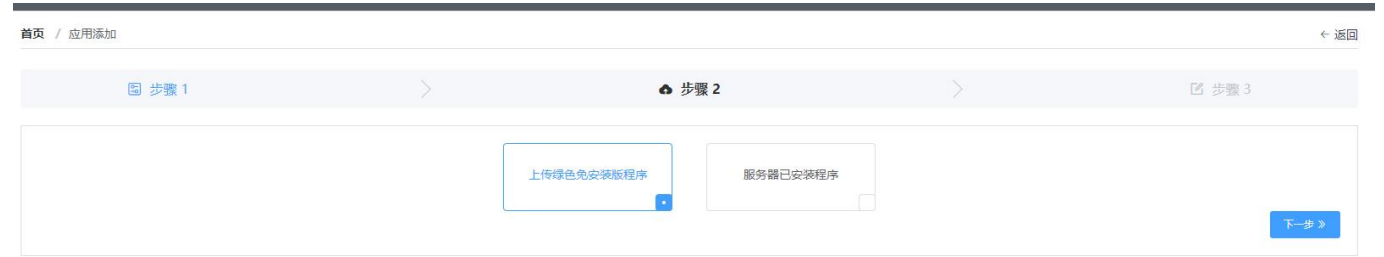 首页 / 应用添加
← 返回
步骤 1
步骤 2
步骤 3
上传绿色免安装版程序
服务器已安装程序
下一步 »